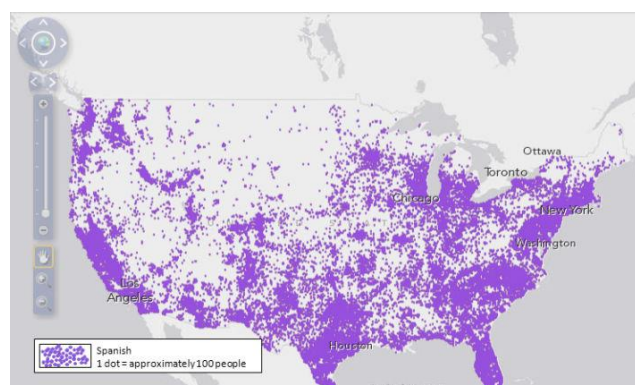 Ottawa
Toronto
Chicago
New York
Washington
Los
Angeles
Houston
Spanish
1 dot = approximately 100 people